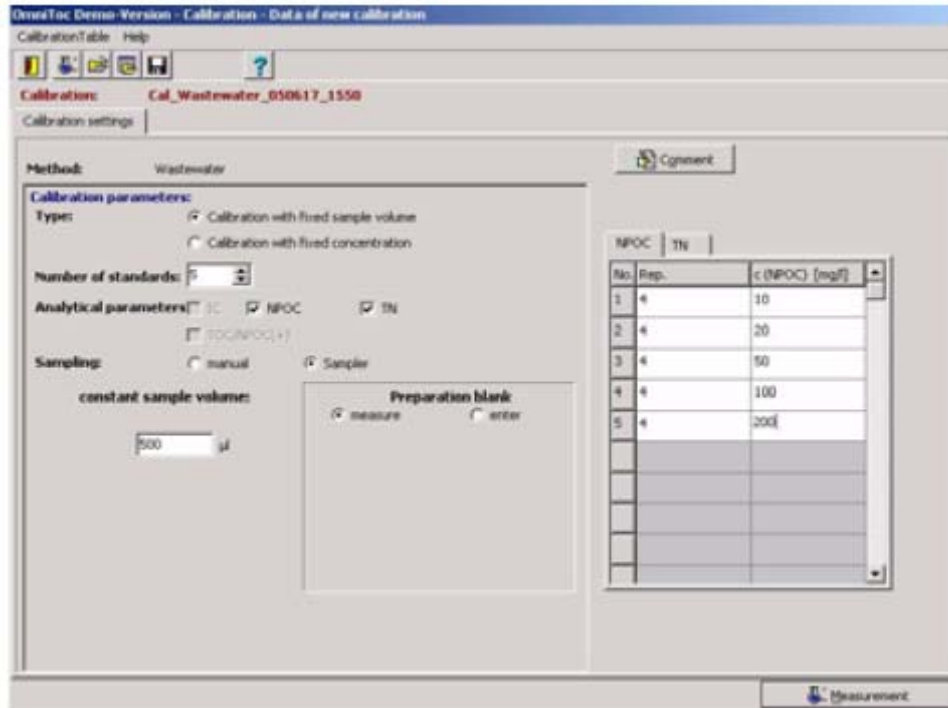 OmniToc Demo-Version - Calibration - Data of new calibration
CalibrationTable Help
?
Calibration: Cal_Wastewater_050617_1550
Calibration settings
Method: Wastewater
Comment
Calibration parameters:
Type: Calibration with fixed sample volume
Calibration with fixed concentration
Number of standards: 5
Analytical parameters IC NPOC TN
TOC/NPOC(+)
Sampling: manual Sampler
constant sample volume:
500 µl
Preparation blank
measure enter
NPOC TN
No. Rep. c (NPOC) [mg/l]
1 4 10
2 4 20
3 4 50
4 4 100
5 4 200
Measurement